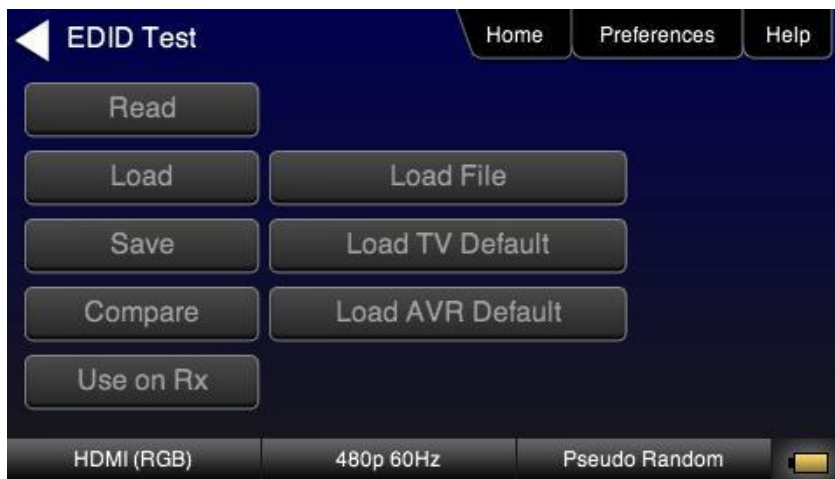 EDID Test
Home
Preferences
Help
Read
Load
Load File
Save
Load TV Default
Compare
Load AVR Default
Use on Rx
HDMI (RGB)
480p 60Hz
Pseudo Random